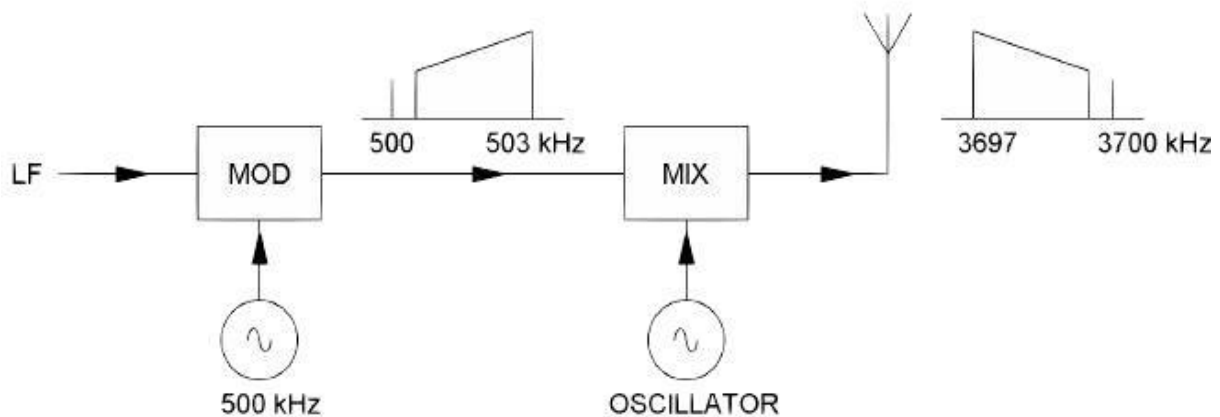 500 503 kHz
3697 3700 kHz
LF MOD MIX
500 kHz OSCILLATOR